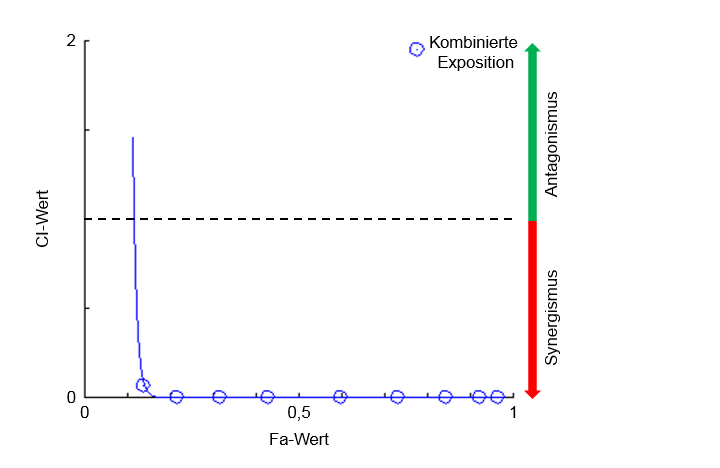 2
Kombinierte
Exposition
Antagonismus
CI-Wert
Synergismus
0
0
0,5
1
Fa-Wert